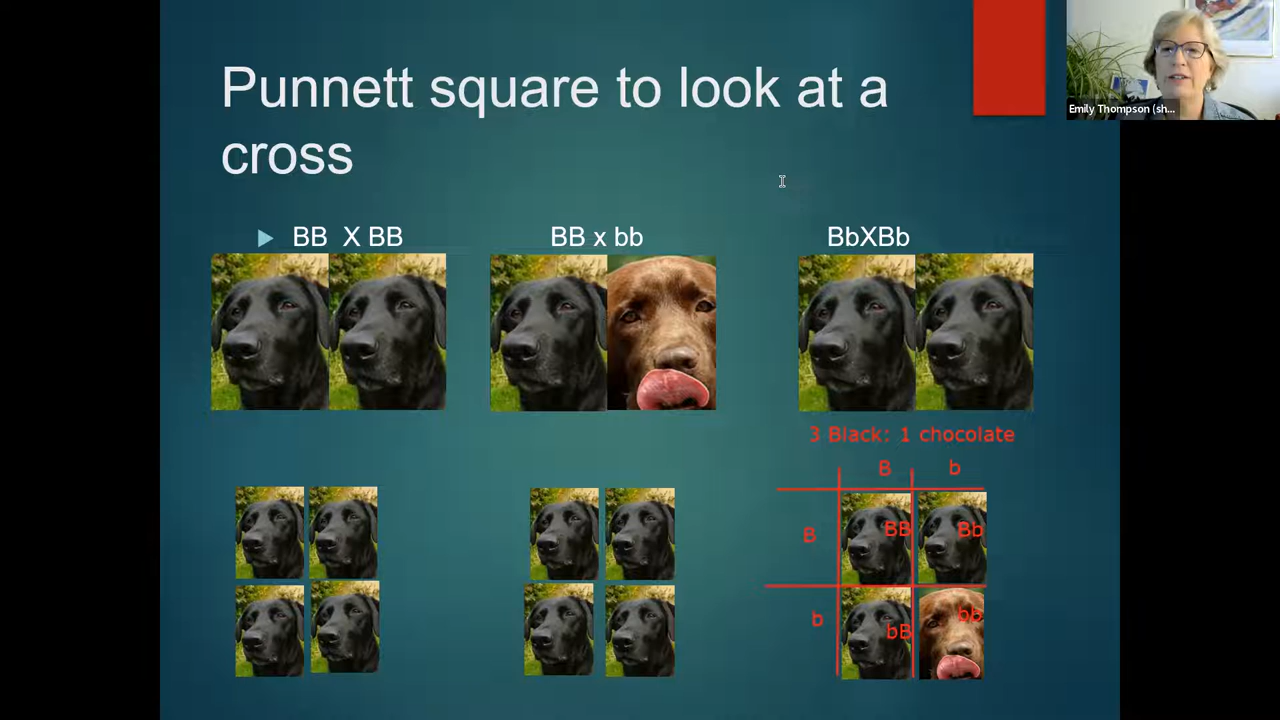 Punnett square to look at a
cross
Emily Thompson (sh...
BB X BB
BB x bb
BbXBb
3 Black: 1 chocolate
B b
B BB Bb
b bB bb